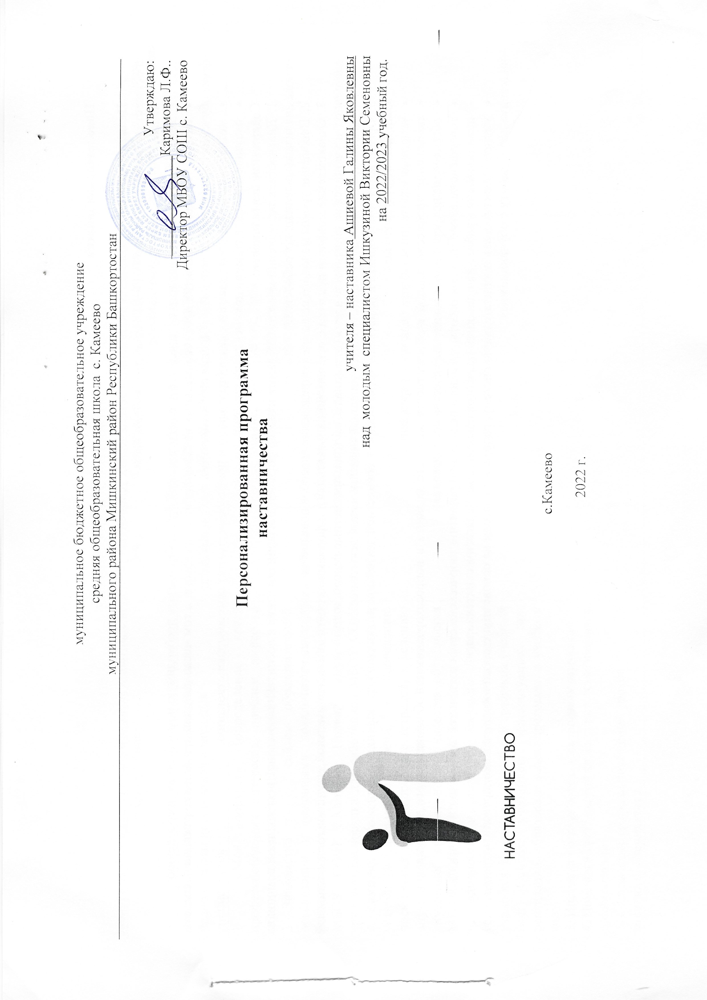 муниципальное бюджетное общеобразовательное учреждение
средняя общеобразовательная школа с. Камеево
муниципального района Мишкинский район Республики Башкортостан
Утверждаю:
Каримова Л.Ф..
Директор МБОУ СОШ с. Камеево
Персонализированная программа
наставничества
учителя – наставника Ашиевой Галины Яковлевны
над молодым специалистом Ишкузиной Виктории Семеновны
на 2022/2023 учебный год.
НАСТАВНИЧЕСТВО
с.Камеево
2022 г.